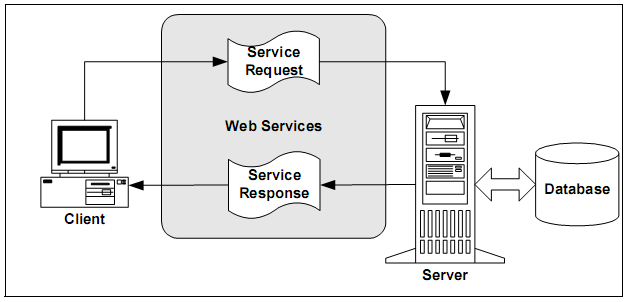 Service
Request
Web Services
Service
Response
Client
Database
Server